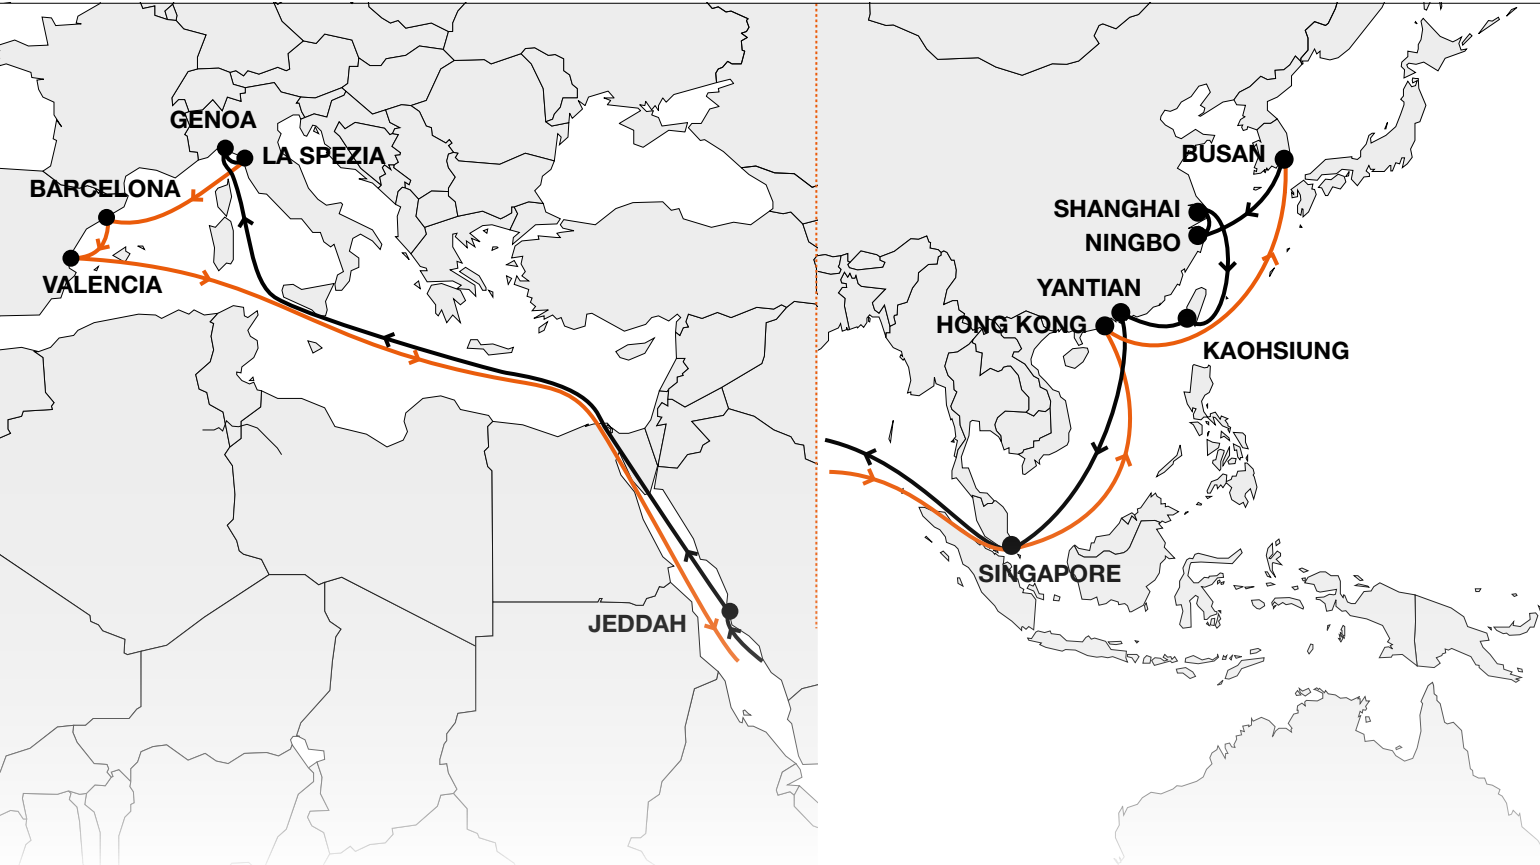 GENOA
LA SPEZIA
BARCELONA
VALENCIA
JEDDAH
BUSAN
SHANGHAI
NINGBO
YANTIAN
HONG KONG
KAOHSIUNG
SINGAPORE